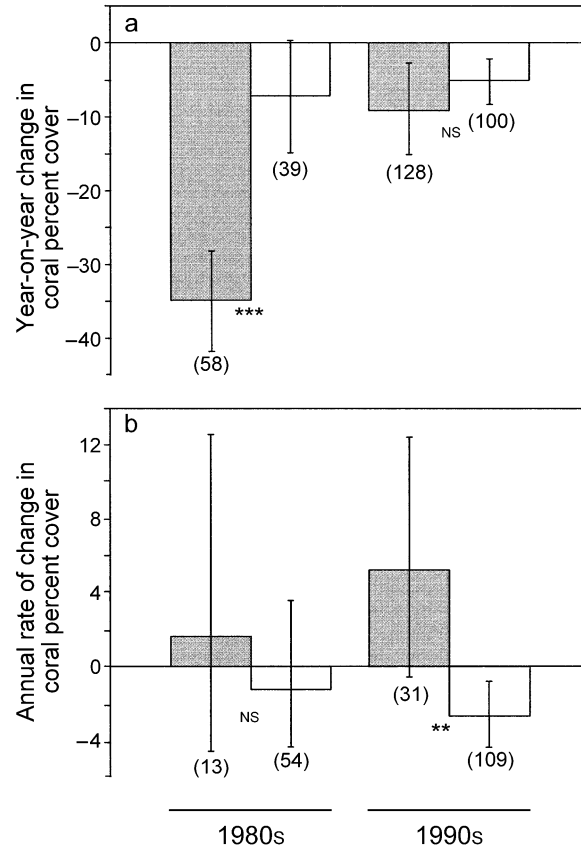 a
Year-on-year change in
coral percent cover
0
−10
−20
−30
−40
(58)
***
(39)
(128)
NS
(100)
b
Annual rate of change in
coral percent cover
12
8
4
0
−4
(13)
NS
(54)
(31)
**
(109)
1980s
1990s